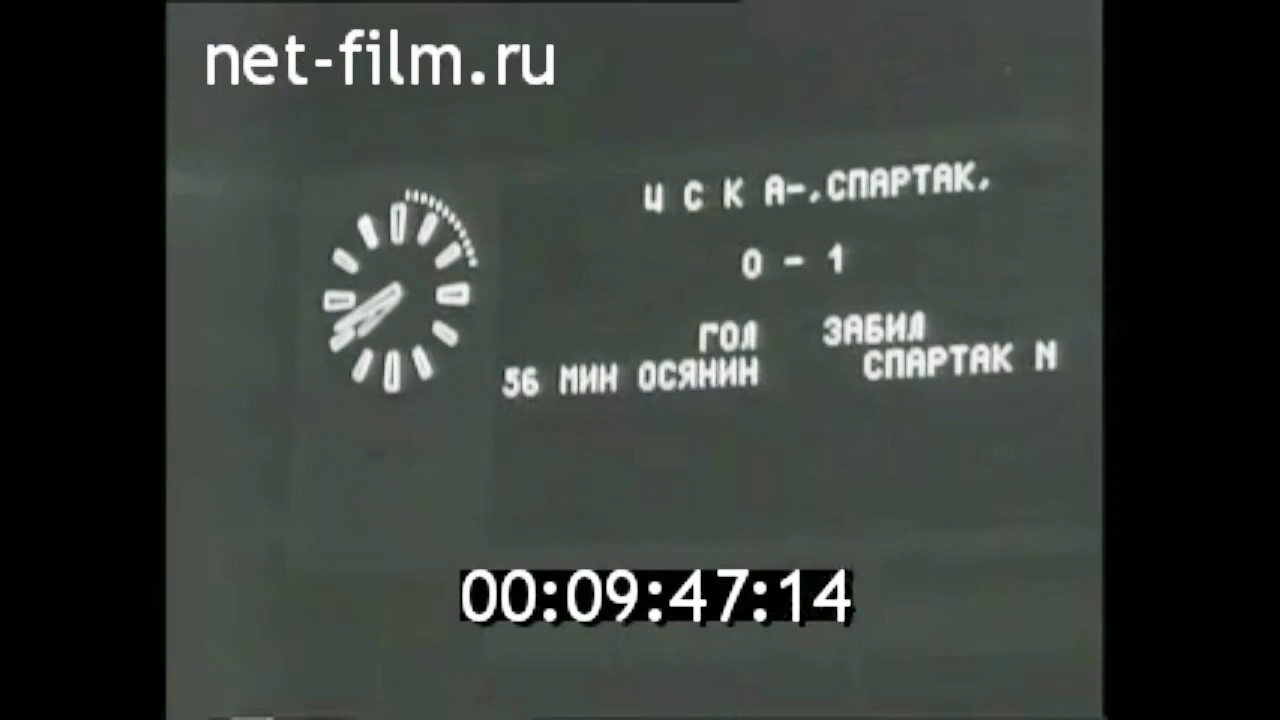 net-film.ru
Ц С К А-,СПАРТАК,
0 - 1
ГОЛ ЗАБИЛ
56 МИН ОСЯНИН СПАРТАК М
00:09:47:14